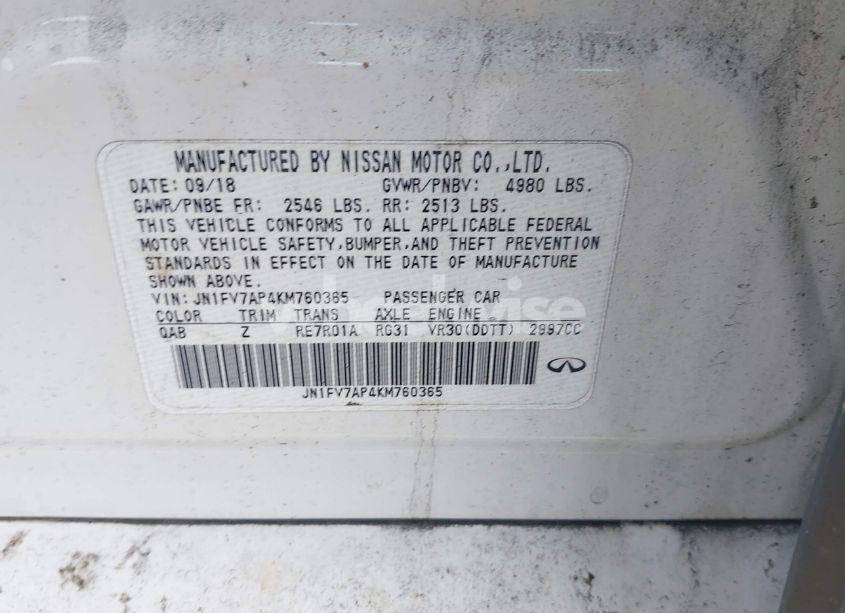 MANUFACTURED BY NISSAN MOTOR CO.,LTD.
DATE: 09/18 GVWR/PNBV: 4980 LBS.
GAWR/PNBE FR: 2546 LBS. RR: 2513 LBS.
THIS VEHICLE CONFORMS TO ALL APPLICABLE FEDERAL
MOTOR VEHICLE SAFETY,BUMPER,AND THEFT PREVENTION
STANDARDS IN EFFECT ON THE DATE OF MANUFACTURE
SHOWN ABOVE.
VIN: JN1FV7AP4KM760365 PASSENGER CAR
COLOR TRIM TRANS AXLE ENGINE
QAB Z RE7R01A RG31 VR30(DDTT) 2997CC
JN1FV7AP4KM760365